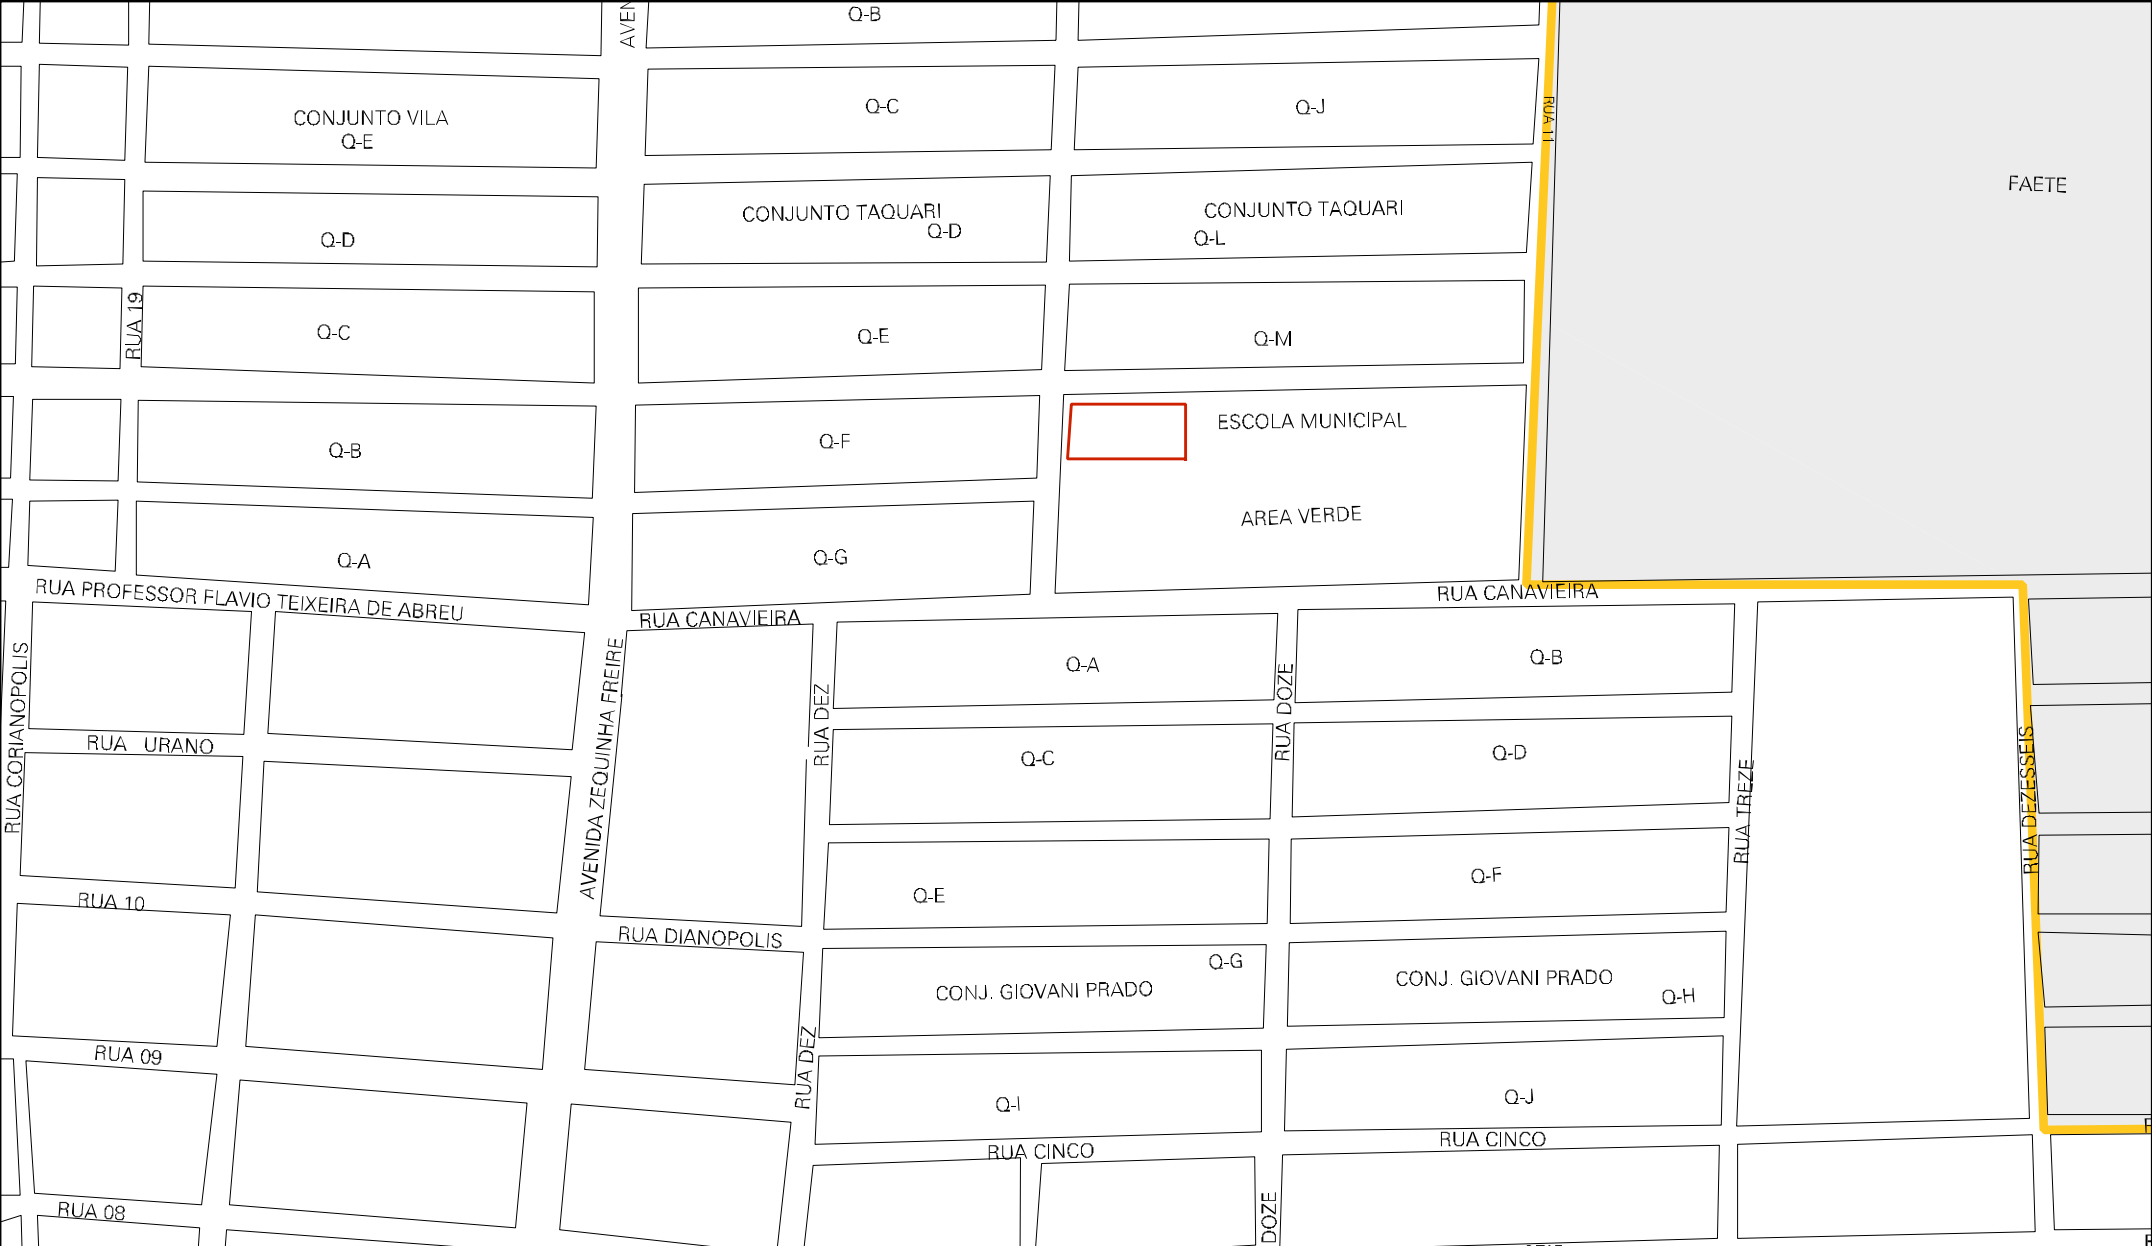 AVEN
Q-B
CONJUNTO VILA
Q-E
Q-C
Q-J
RUA 11
FAETE
Q-D
CONJUNTO TAQUARI
Q-D
CONJUNTO TAQUARI
Q-L
RUA 19
Q-C
Q-E
Q-M
Q-B
Q-F
ESCOLA MUNICIPAL
AREA VERDE
Q-A
Q-G
RUA PROFESSOR FLAVIO TEIXEIRA DE ABREU
RUA CANAVIEIRA
RUA CANAVIEIRA
RUA CORIANOPOLIS
AVENIDA ZEQUINHA FREIRE
RUA DEZ
Q-A
RUA DOZE
Q-B
RUA URANO
Q-C
Q-D
RUA TREZE
RUA DEZESSEIS
Q-E
Q-F
RUA 10
RUA DIANOPOLIS
Q-G
CONJ. GIOVANI PRADO
CONJ. GIOVANI PRADO
Q-H
RUA 09
RUA DEZ
Q-I
Q-J
RUA CINCO
RUA CINCO
RUA 08
DOZE